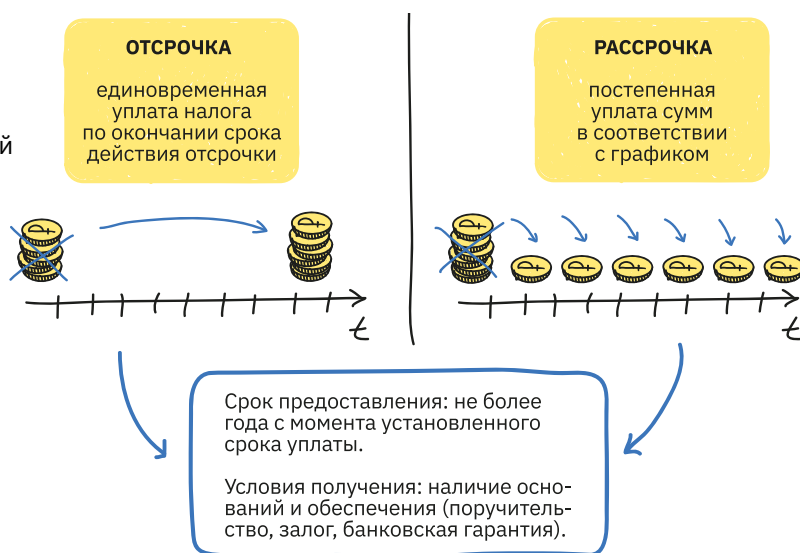 ОТСРОЧКА
единовременная
уплата налога
по окончании срока
действия отсрочки
й
РАССРОЧКА
постепенная
уплата сумм
в соответствии
с графиком
t
t
Срок предоставления: не более
года с момента установленного
срока уплаты.
Условия получения: наличие осно-
ваний и обеспечения (поручитель-
ство, залог, банковская гарантия).